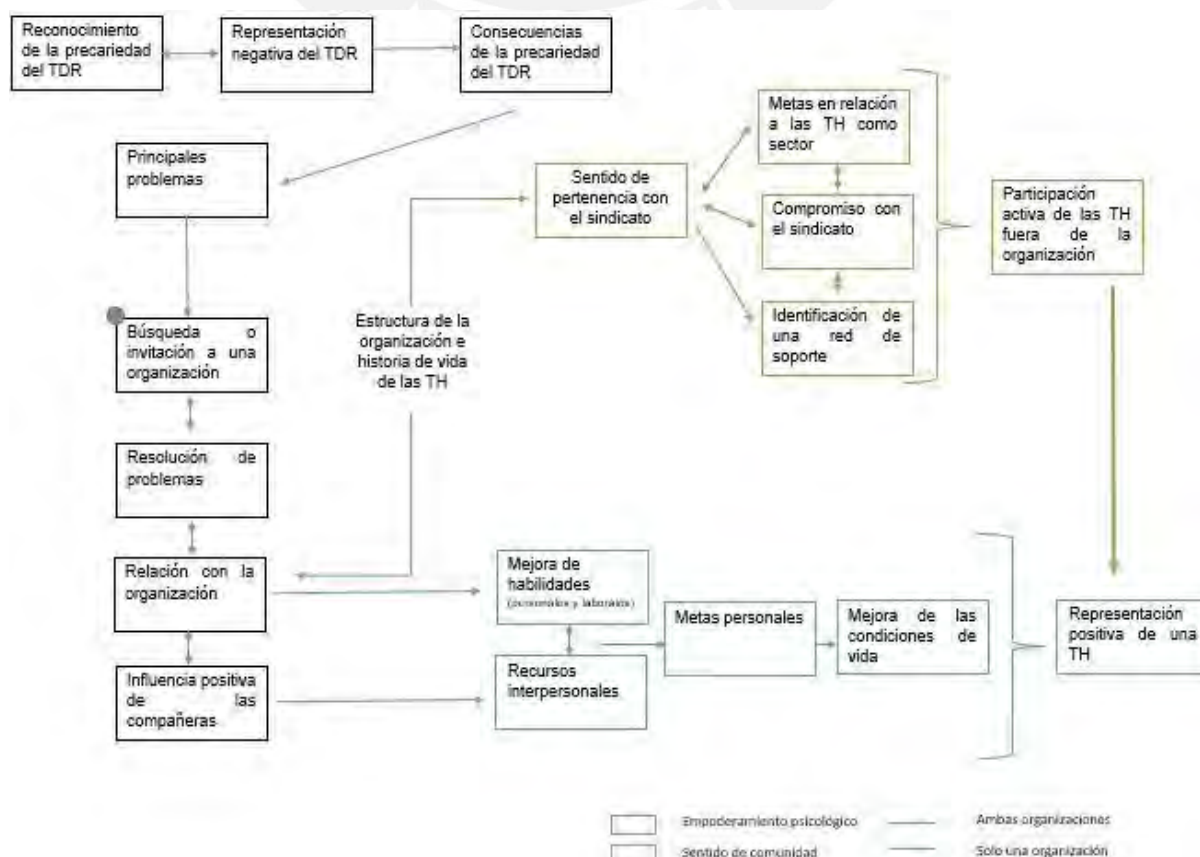 Reconocimiento
de la precariedad
del TDR
Representación
negativa del TDR
Consecuencias
de la precariedad
del TDR
Principales
problemas
Búsqueda o
invitación a una
organización
Resolución de
problemas
Relación con la
organización
Influencia positiva
de las
compañeras
Estructura de la
organización e
historia de vida
de las TH
Sentido de
pertenencia con
el sindicato
Metas en relación
a las TH como
sector
Compromiso con
el sindicato
Identificación de
una red de
soporte
Participación
activa de las TH
fuera de la
organización
Mejora de
habilidades
(personales y laborales)
Recursos
interpersonales
Metas personales
Mejora de las
condiciones de
vida
Representación
positiva de una
TH
Empoderamiento psicológico
Ambas organizaciones
Sentido de comunidad
Solo una organización